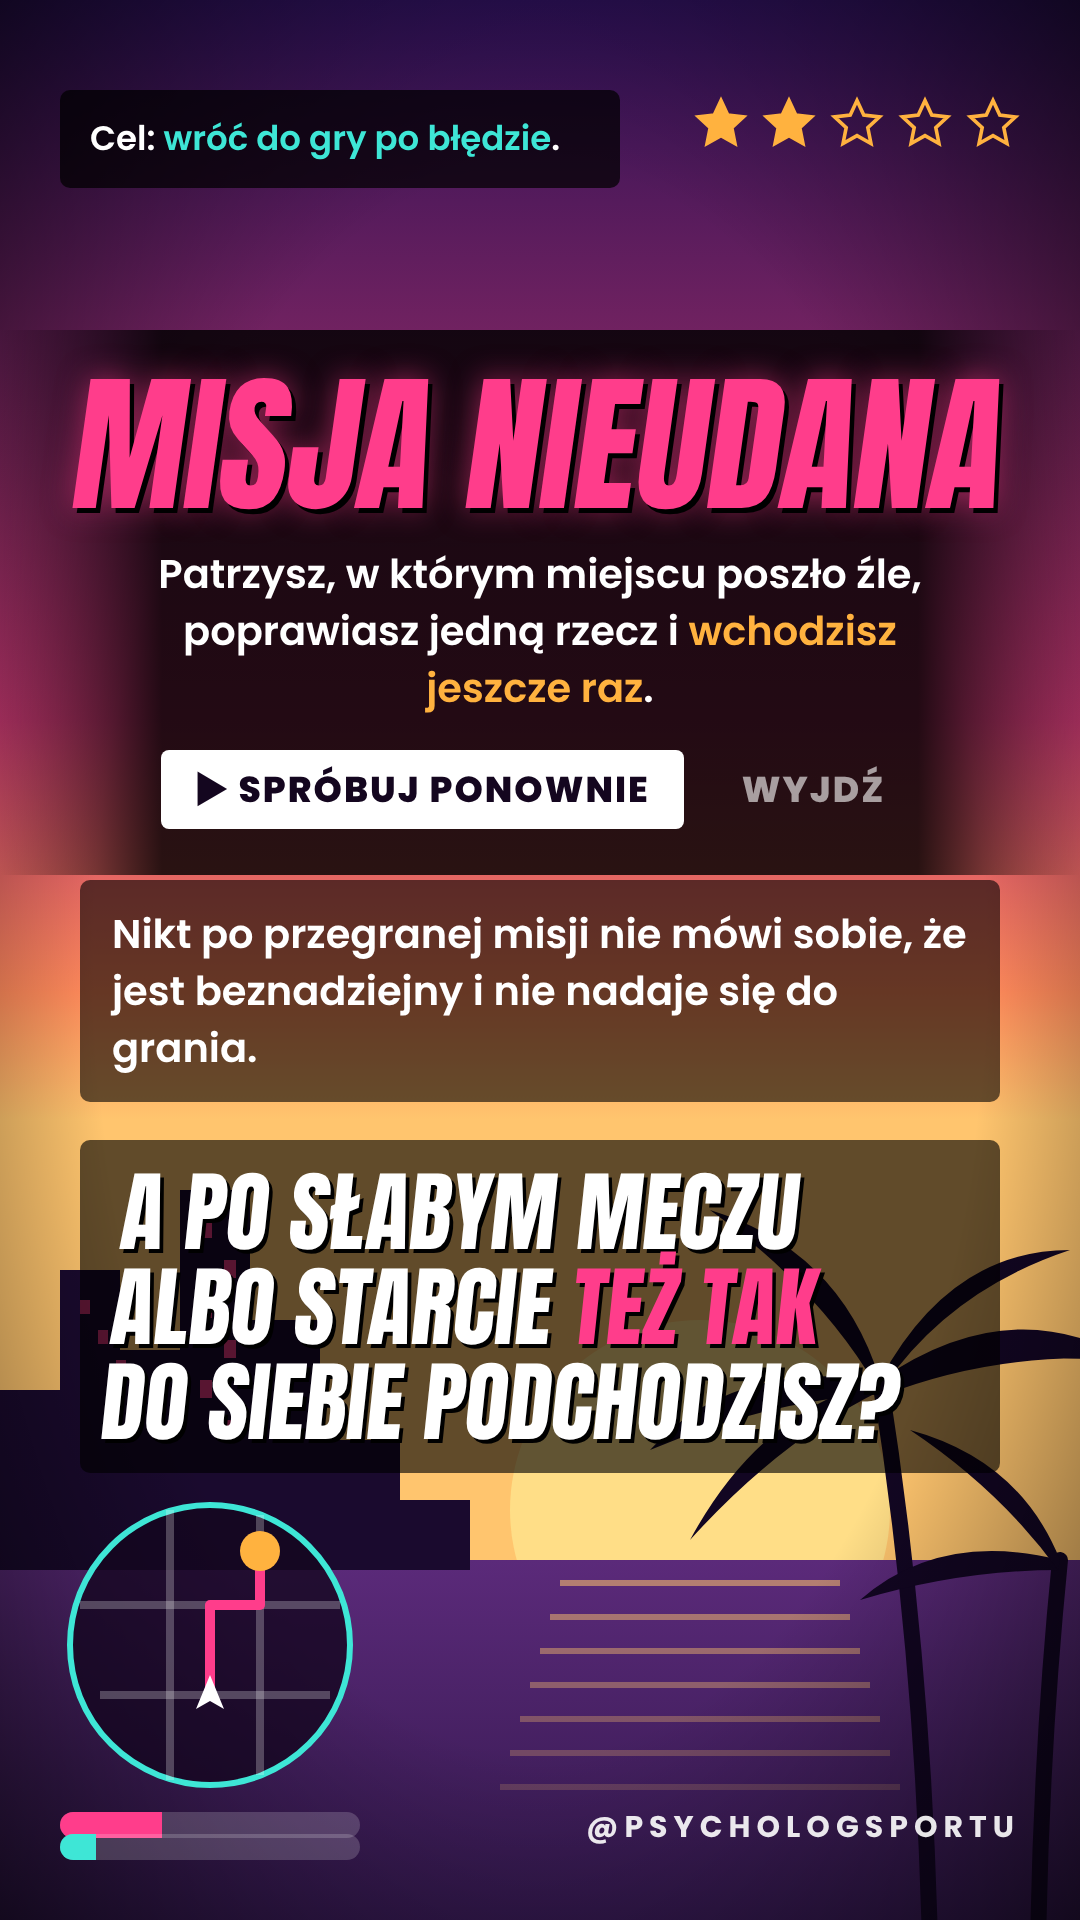 Cel: wróć do gry po błędzie.
MISJA NIEUDANA
Patrzysz, w którym miejscu poszło źle,
poprawiasz jedną rzecz i wchodzisz
jeszcze raz.
SPRÓBUJ PONOWNIE WYJDŹ
Nikt po przegranej misji nie mówi sobie, że
jest beznadziejny i nie nadaje się do
grania.
A PO SŁABYM MECZU
ALBO STARCIE TEŻ TAK
DO SIEBIE PODCHODZISZ?
@PSYCHOLOGSPORTU